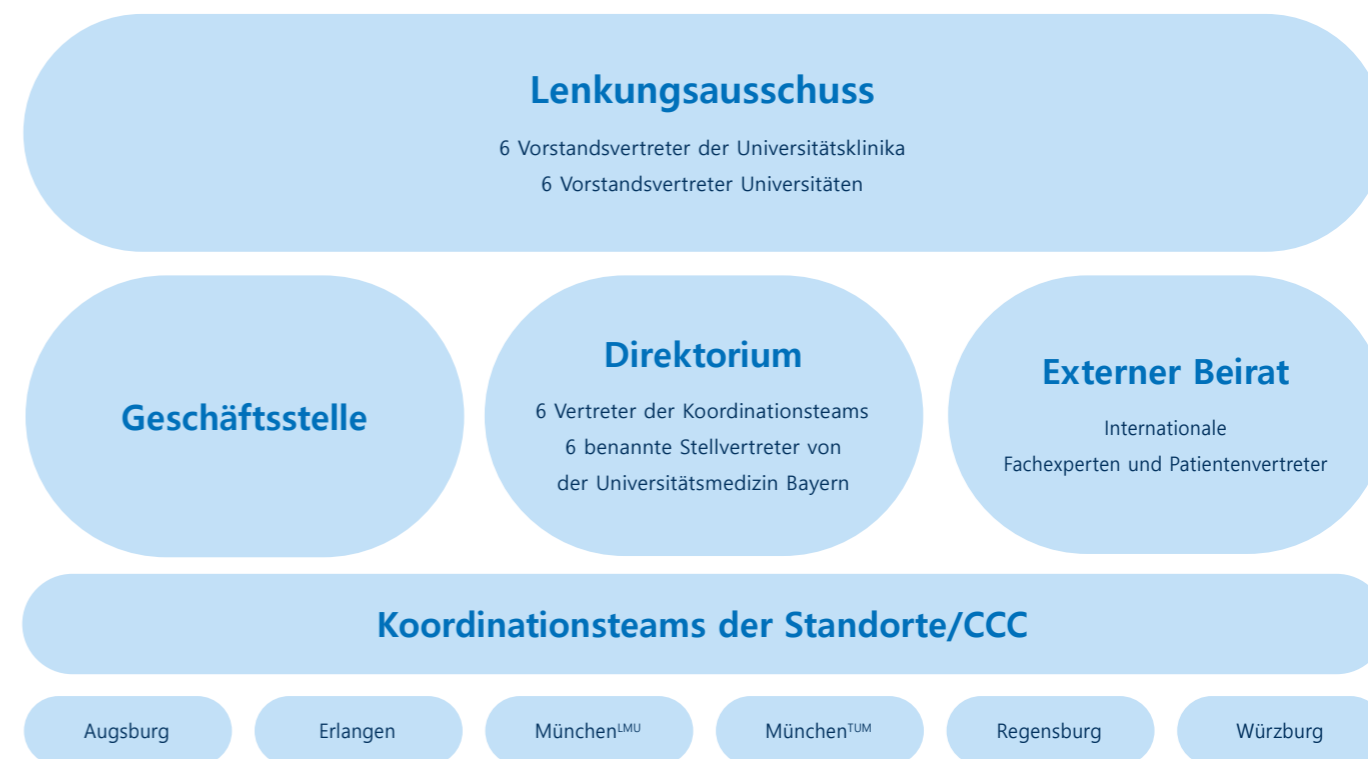 Lenkungsausschuss
6 Vorstandsvertreter der Universitätsklinika
6 Vorstandsvertreter Universitäten
Geschäftsstelle
Direktorium
6 Vertreter der Koordinationsteams
6 benannte Stellvertreter von
der Universitätsmedizin Bayern
Externer Beirat
Internationale
Fachexperten und Patientenvertreter
Koordinationsteams der Standorte/CCC
Augsburg
Erlangen
Münchenᴸᴹᵁ
Münchenᵀᵁᴹ
Regensburg
Würzburg